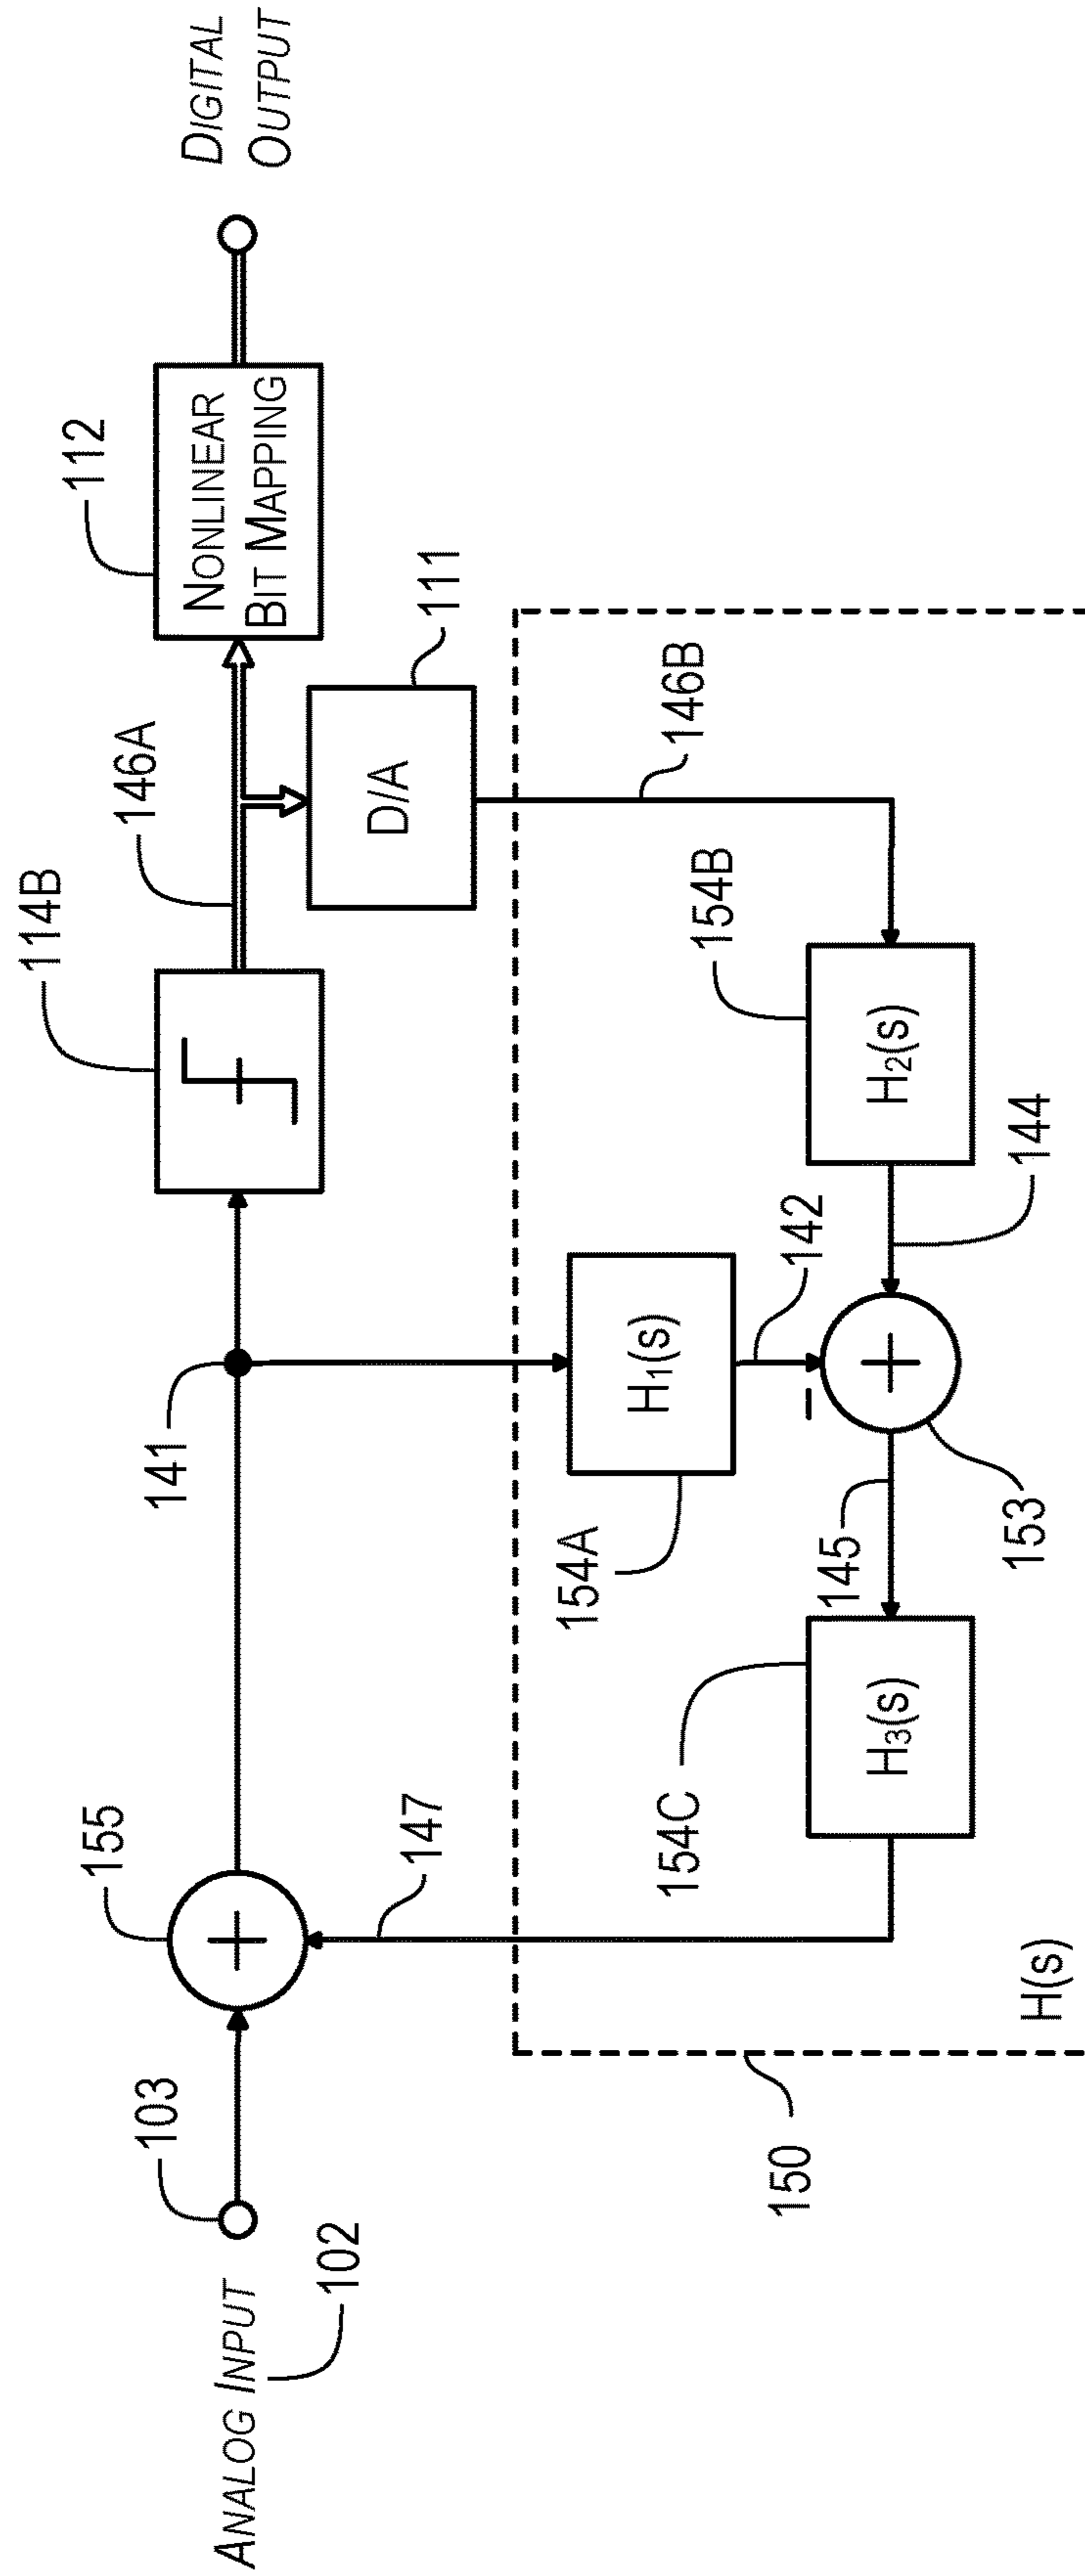 ANALOG INPUT
102
103
155
141
114B
146A
112
NONLINEAR
BIT MAPPING
DIGITAL
OUTPUT
D/A
111
147
146B
154A
H₁(s)
142
154C
H₃(s)
145
153
144
H₂(s)
154B
150
H(s)
+
+
–